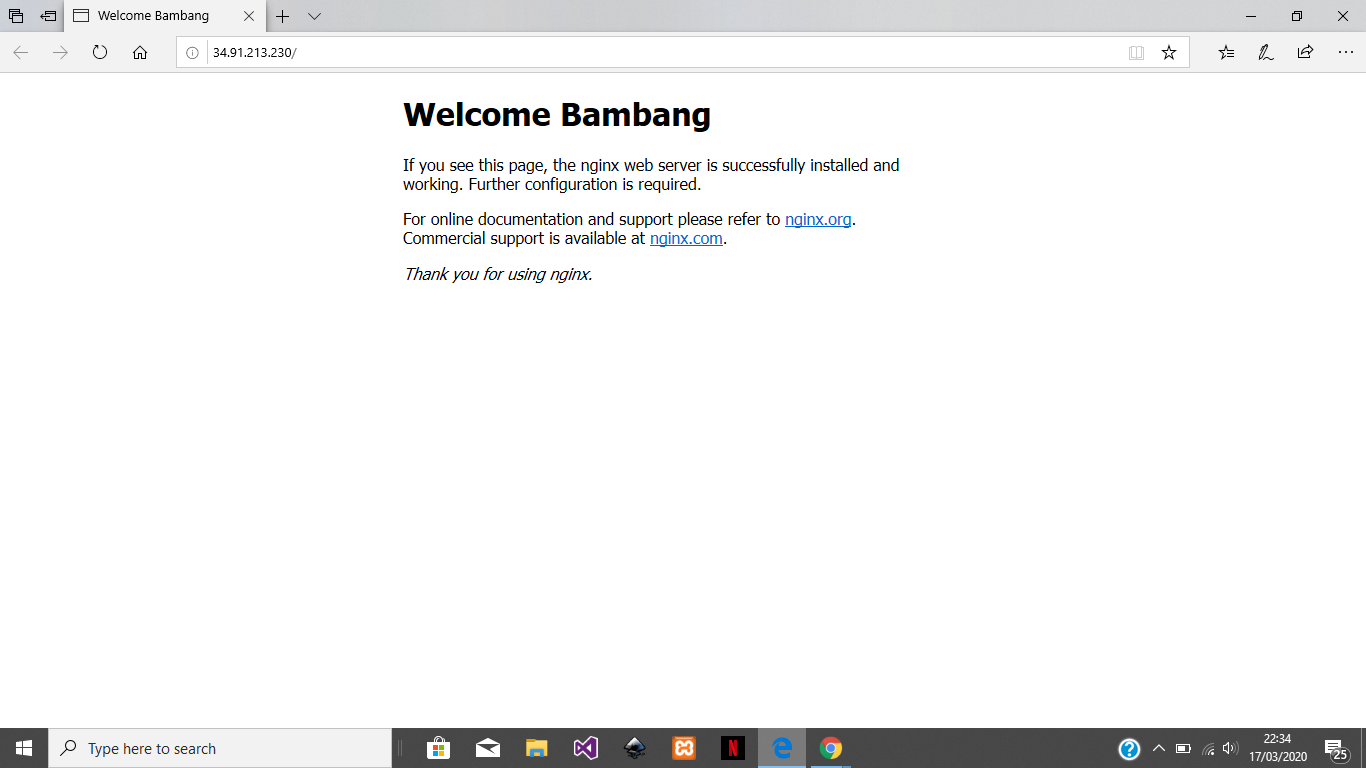 Welcome Bambang
34.91.213.230/
Welcome Bambang
If you see this page, the nginx web server is successfully installed and
working. Further configuration is required.
For online documentation and support please refer to nginx.org.
Commercial support is available at nginx.com.
Thank you for using nginx.
Type here to search
N
22:34
17/03/2020
25